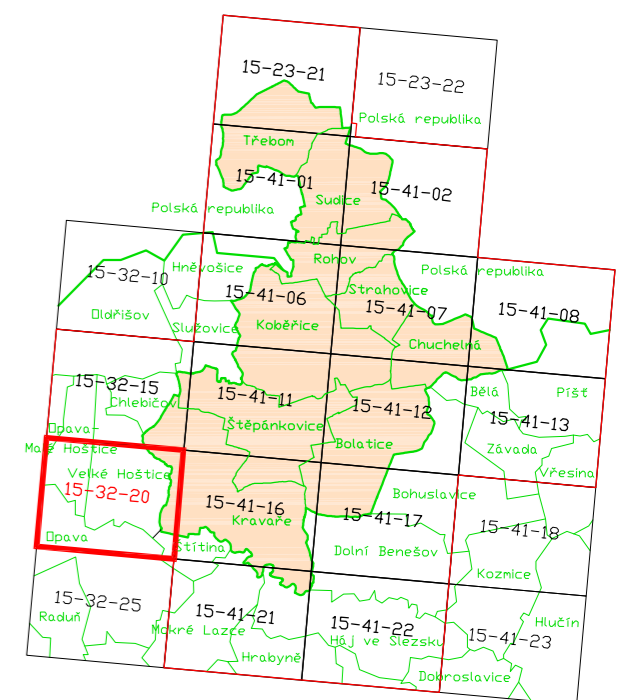 15-23-21
15-23-22
Polská republika
Třebom
15-41-01
15-41-02
Sudice
Polská republika
Rohov
Hněvošice
Polská republika
15-32-10
15-41-06
Strahovice
15-41-07
15-41-08
Oldřišov
Služovice
Kobeřice
Chuchelná
15-32-15
Chlebičov
15-41-11
15-41-12
Bělá
Píšť
15-41-13
Opava-
Malé Hoštice
Štěpánkovice
Bolatice
Závada
Velké Hoštice
Vřesina
15-32-20
15-41-16
Kravaře
Bohuslavice
15-41-17
15-41-18
Opava
Štítina
Dolní Benešov
Kozmice
15-32-25
Raduň
15-41-21
Mokré Lazce
15-41-22
Háj ve Slezsku
Hlučín
15-41-23
Hrabyně
Dobroslavice